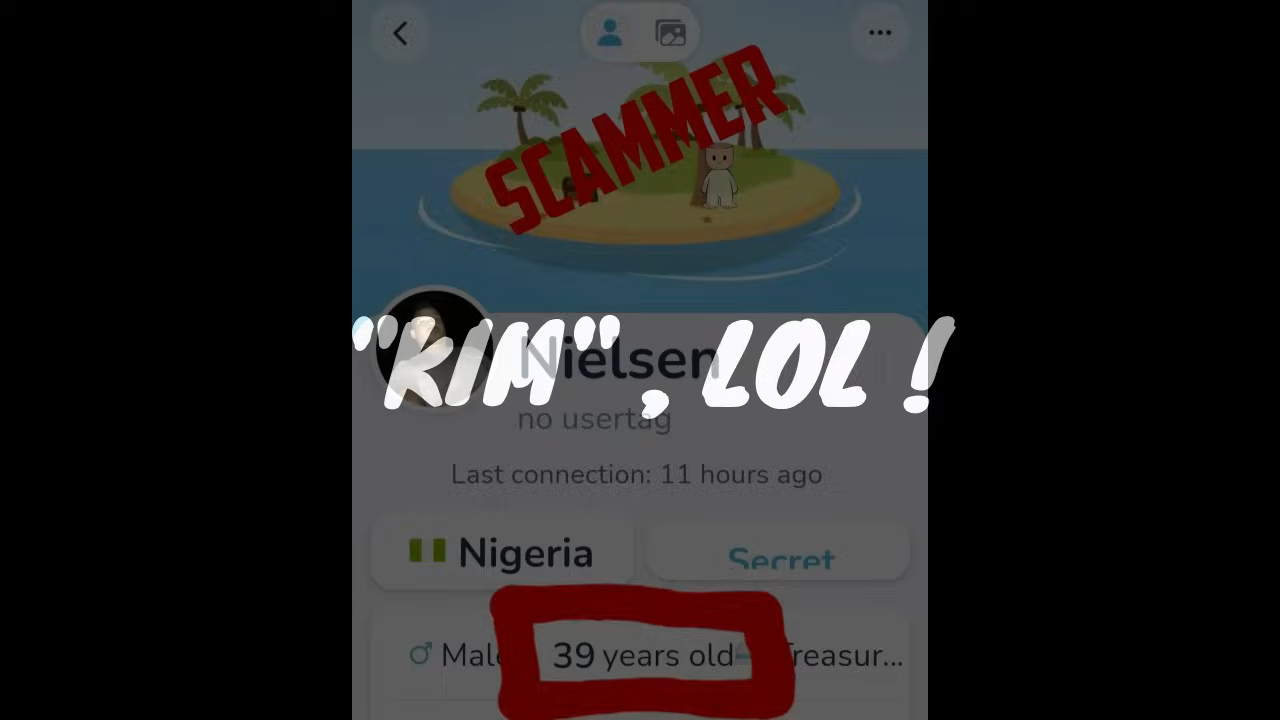 SCAMMER
"KIM", LOL !
Nielsen
no usertag
Last connection: 11 hours ago
Nigeria
Secret
Male
39 years old
Treasur...